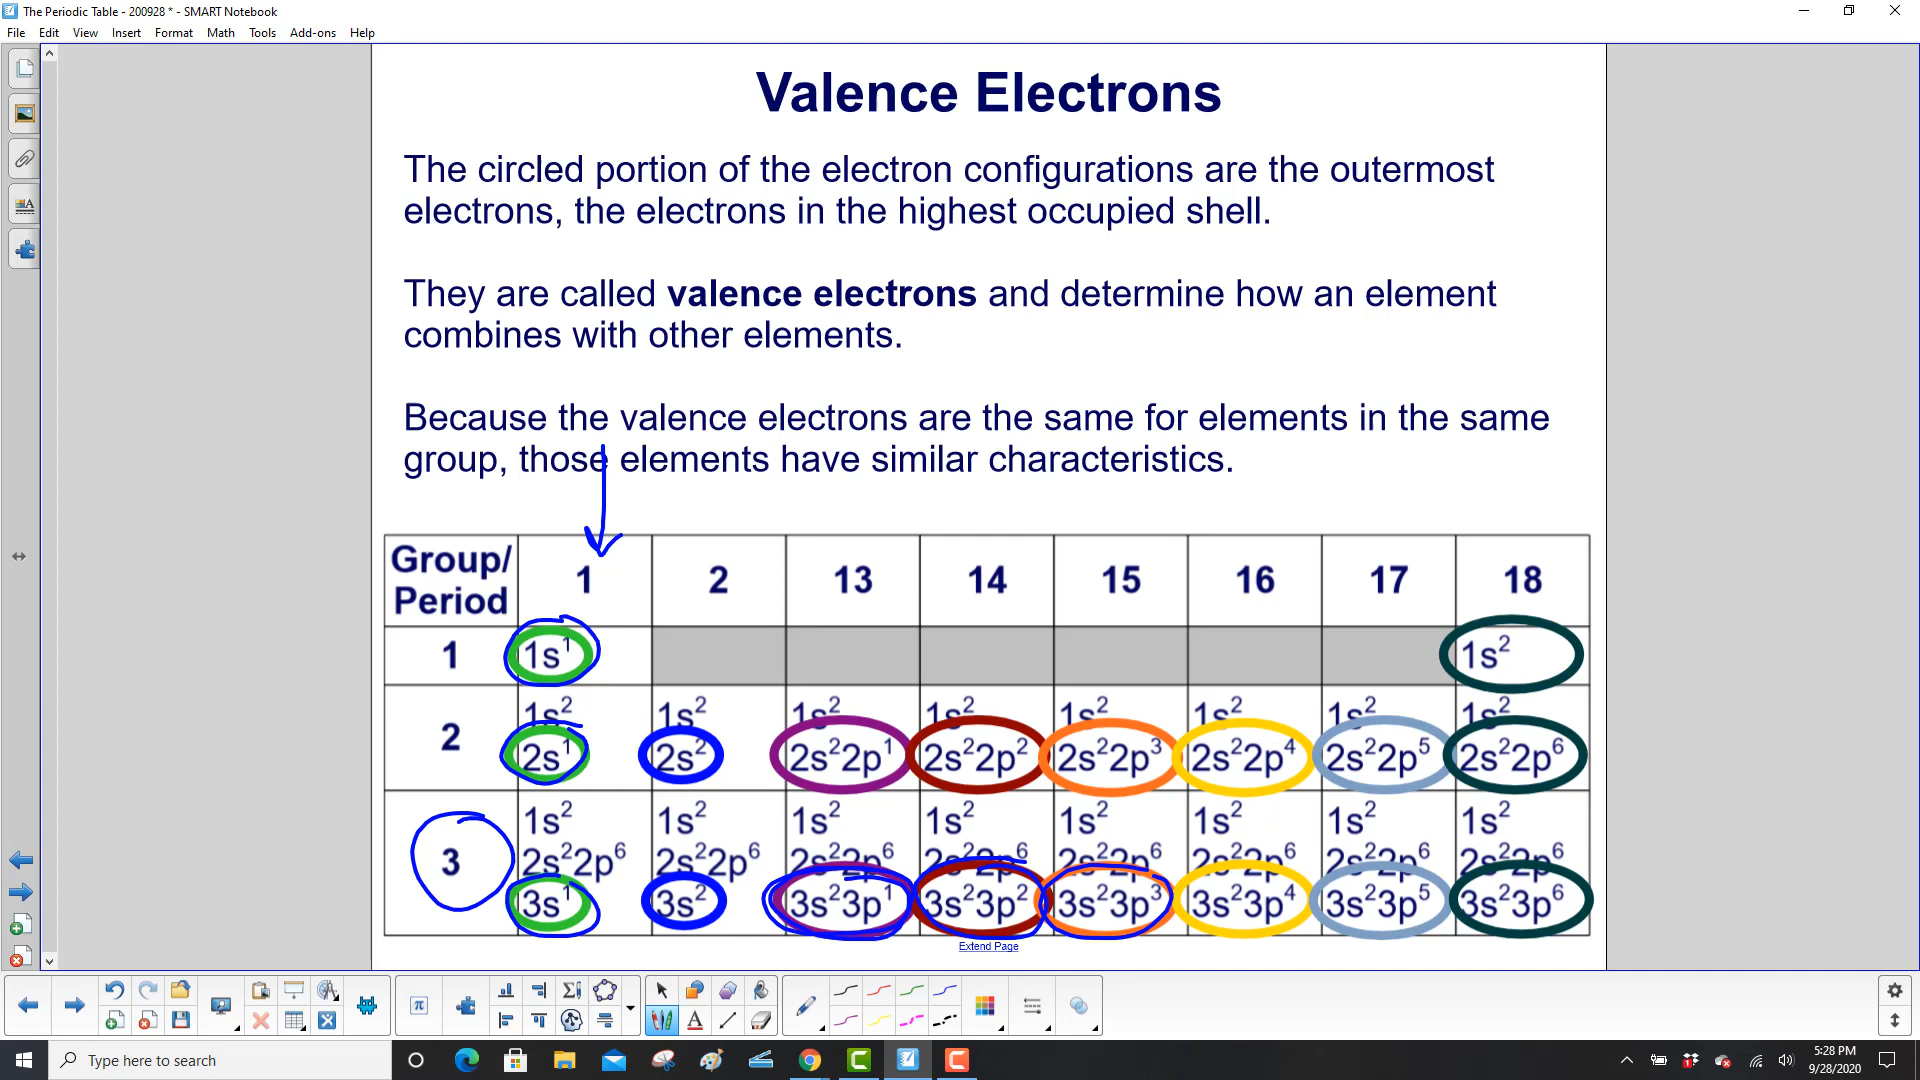 The Periodic Table - 200928 * - SMART Notebook
File Edit View Insert Format Math Tools Add-ons Help
Valence Electrons
The circled portion of the electron configurations are the outermost
electrons, the electrons in the highest occupied shell.
They are called valence electrons and determine how an element
combines with other elements.
Because the valence electrons are the same for elements in the same
group, those elements have similar characteristics.
Group/ Period 1 2 13 14 15 16 17 18
1 1s¹ 1s²
2 1s² 1s² 1s² 1s² 1s² 1s² 1s² 1s²
2s¹ 2s² 2s²2p¹ 2s²2p² 2s²2p³ 2s²2p⁴ 2s²2p⁵ 2s²2p⁶
3 1s² 1s² 1s² 1s² 1s² 1s² 1s² 1s²
2s²2p⁶ 2s²2p⁶ 2s²2p⁶ 2s²2p⁶ 2s²2p⁶ 2s²2p⁶ 2s²2p⁶ 2s²2p⁶
3s¹ 3s² 3s²3p¹ 3s²3p² 3s²3p³ 3s²3p⁴ 3s²3p⁵ 3s²3p⁶
Extend Page
Type here to search
5:28 PM
9/28/2020